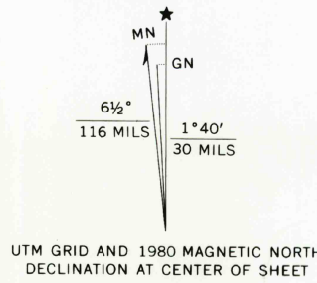 MN
GN
6½°
116 MILS
1°40′
30 MILS
UTM GRID AND 1980 MAGNETIC NORTH
DECLINATION AT CENTER OF SHEET